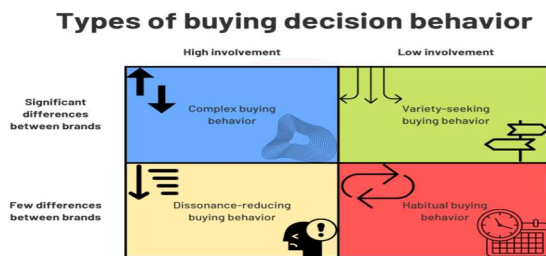 Types of buying decision behavior
High involvement
Low involvement
Significant
differences
between brands
Complex buying
behavior
Variety-seeking
buying behavior
Few differences
between brands
Dissonance-reducing
buying behavior
Habitual buying
behavior